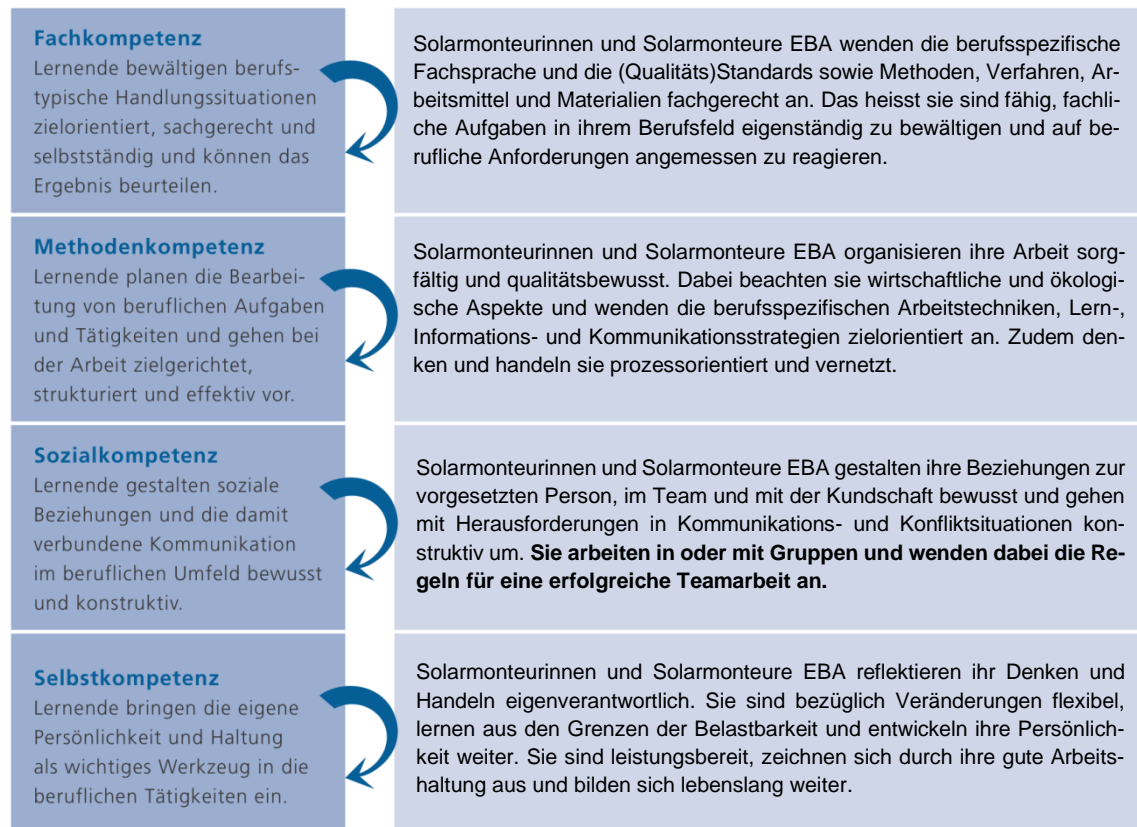 Fachkompetenz
Lernende bewältigen berufs-
typische Handlungssituationen
zielorientiert, sachgerecht und
selbstständig und können das
Ergebnis beurteilen.
Solarmonteurinnen und Solarmonteure EBA wenden die berufsspezifische
Fachsprache und die (Qualitäts)Standards sowie Methoden, Verfahren, Ar-
beitsmittel und Materialien fachgerecht an. Das heisst sie sind fähig, fachli-
che Aufgaben in ihrem Berufsfeld eigenständig zu bewältigen und auf be-
rufliche Anforderungen angemessen zu reagieren.
Methodenkompetenz
Lernende planen die Bearbei-
tung von beruflichen Aufgaben
und Tätigkeiten und gehen bei
der Arbeit zielgerichtet,
strukturiert und effektiv vor.
Solarmonteurinnen und Solarmonteure EBA organisieren ihre Arbeit sorg-
fältig und qualitätsbewusst. Dabei beachten sie wirtschaftliche und ökologi-
sche Aspekte und wenden die berufsspezifischen Arbeitstechniken, Lern-,
Informations- und Kommunikationsstrategien zielorientiert an. Zudem den-
ken und handeln sie prozessorientiert und vernetzt.
Sozialkompetenz
Lernende gestalten soziale
Beziehungen und die damit
verbundene Kommunikation
im beruflichen Umfeld bewusst
und konstruktiv.
Solarmonteurinnen und Solarmonteure EBA gestalten ihre Beziehungen zur
vorgesetzten Person, im Team und mit der Kundschaft bewusst und gehen
mit Herausforderungen in Kommunikations- und Konfliktsituationen kon-
struktiv um. Sie arbeiten in oder mit Gruppen und wenden dabei die Re-
geln für eine erfolgreiche Teamarbeit an.
Selbstkompetenz
Lernende bringen die eigene
Persönlichkeit und Haltung
als wichtiges Werkzeug in die
beruflichen Tätigkeiten ein.
Solarmonteurinnen und Solarmonteure EBA reflektieren ihr Denken und
Handeln eigenverantwortlich. Sie sind bezüglich Veränderungen flexibel,
lernen aus den Grenzen der Belastbarkeit und entwickeln ihre Persönlich-
keit weiter. Sie sind leistungsbereit, zeichnen sich durch ihre gute Arbeits-
haltung aus und bilden sich lebenslang weiter.